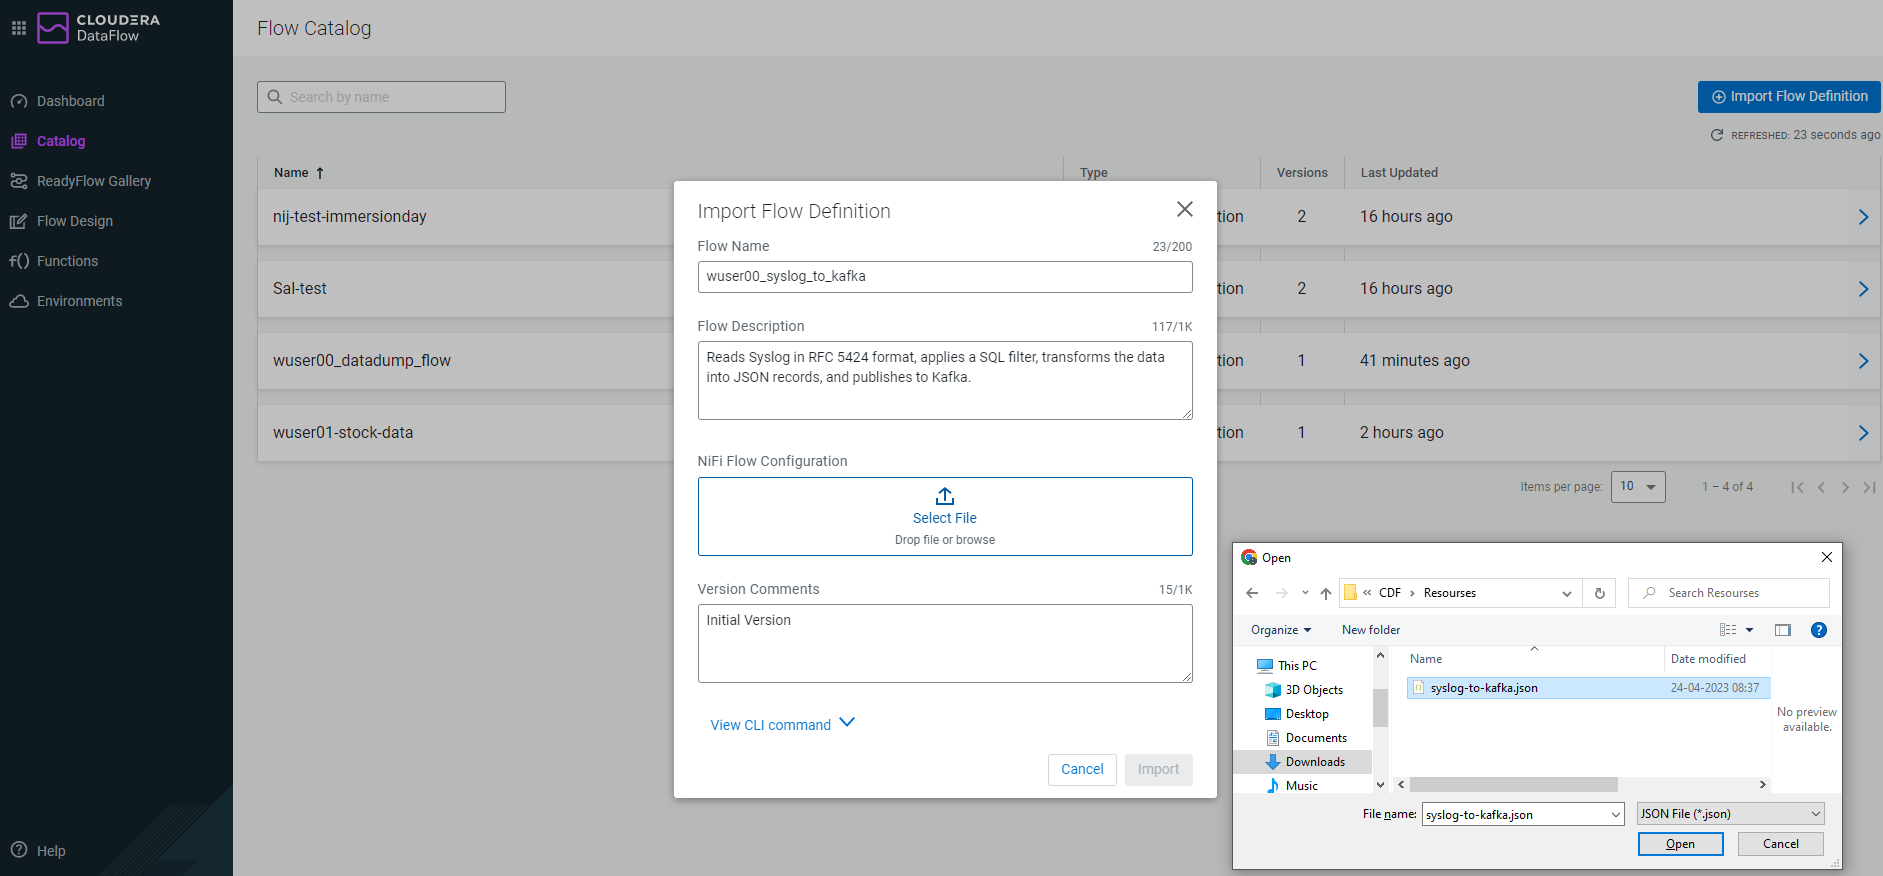 CLOUDERA
DataFlow
Dashboard
Catalog
ReadyFlow Gallery
Flow Design
Functions
Environments
Help
Flow Catalog
Search by name
Import Flow Definition
REFRESHED: 23 seconds ago
Name Type Versions Last Updated
nij-test-immersionday tion 2 16 hours ago
Sal-test tion 2 16 hours ago
wuser00_datadump_flow 1 41 minutes ago
wuser01-stock-data tion 1 2 hours ago
Items per page: 10 1 – 4 of 4
Import Flow Definition
Flow Name 23/200
wuser00_syslog_to_kafka
Flow Description 117/1K
Reads Syslog in RFC 5424 format, applies a SQL filter, transforms the data
into JSON records, and publishes to Kafka.
NiFi Flow Configuration
Select File
Drop file or browse
Version Comments 15/1K
Initial Version
View CLI command
Cancel Import
Open
« CDF › Resourses
Search Resourses
Organize New folder
This PC
3D Objects
Desktop
Documents
Downloads
Music
Name Date modified
syslog-to-kafka.json 24-04-2023 08:37
No preview
available.
File name: syslog-to-kafka.json JSON File (*.json)
Open Cancel